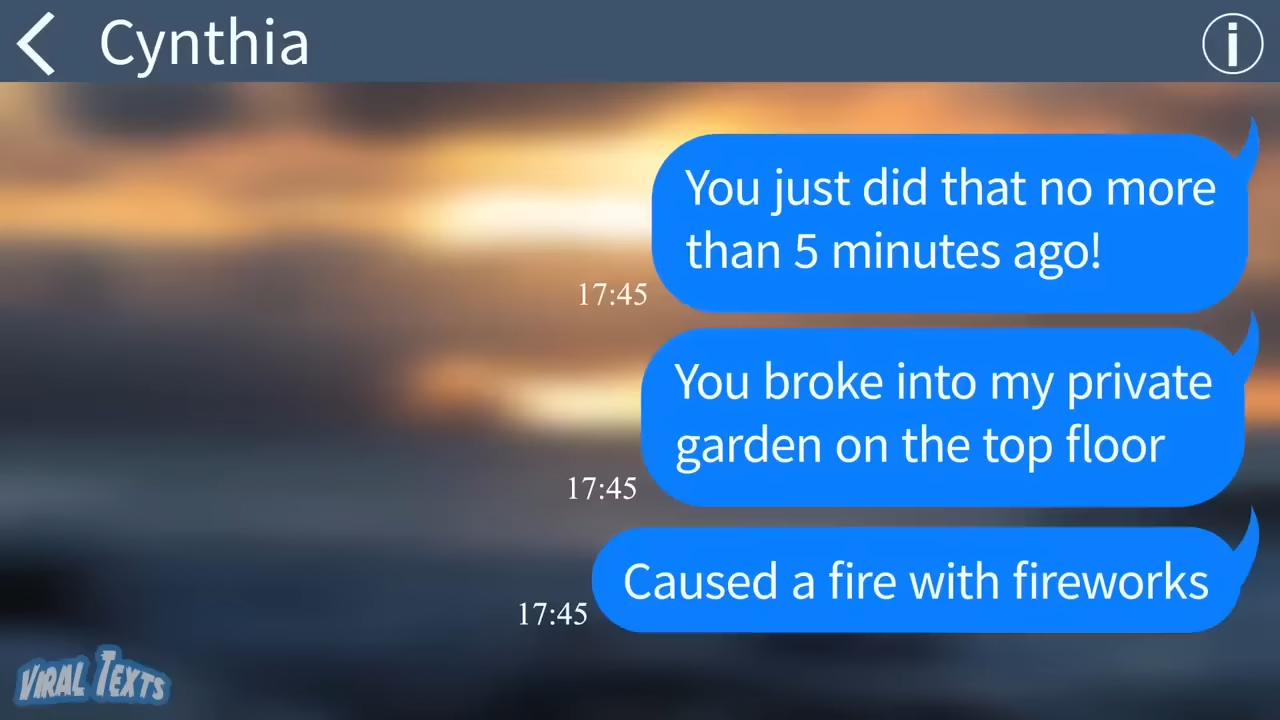 Cynthia
You just did that no more
than 5 minutes ago!
17:45
You broke into my private
garden on the top floor
17:45
Caused a fire with fireworks
17:45
VIRAL TEXTS